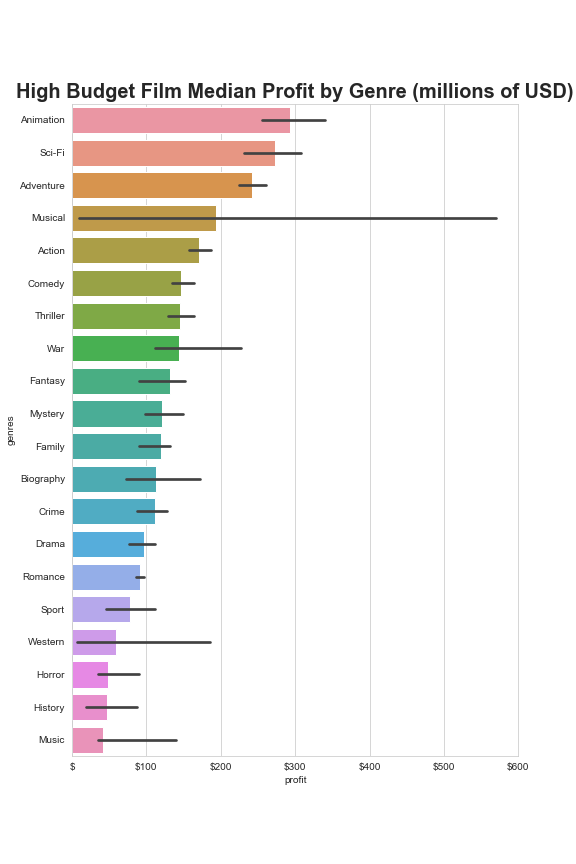 High Budget Film Median Profit by Genre (millions of USD)
Animation
Sci-Fi
Adventure
Musical
Action
Comedy
Thriller
War
Fantasy
Mystery
Family
Biography
Crime
Drama
Romance
Sport
Western
Horror
History
Music
genres
$ $100 $200 $300 $400 $500 $600
profit